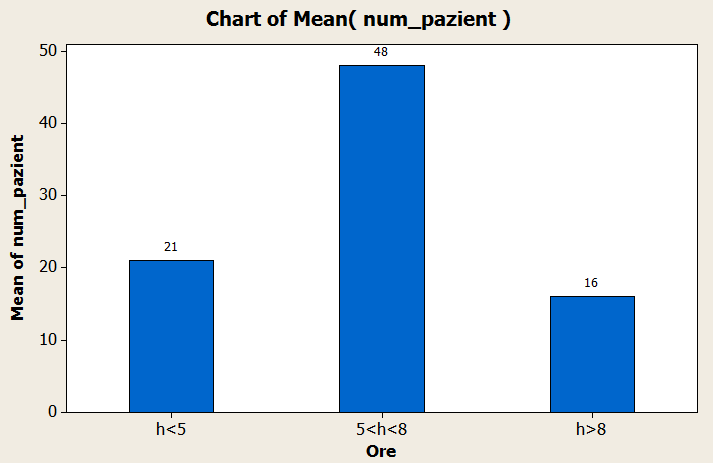 Chart of Mean( num_pazient )
Mean of num_pazient
50
40
30
20
10
0
21
48
16
h<5
5<h<8
h>8
Ore